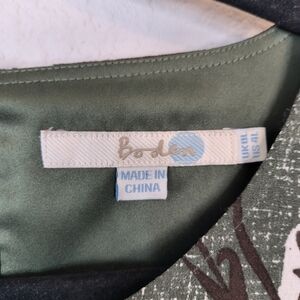 Boden
UK8L
US 4L
MADE IN
CHINA